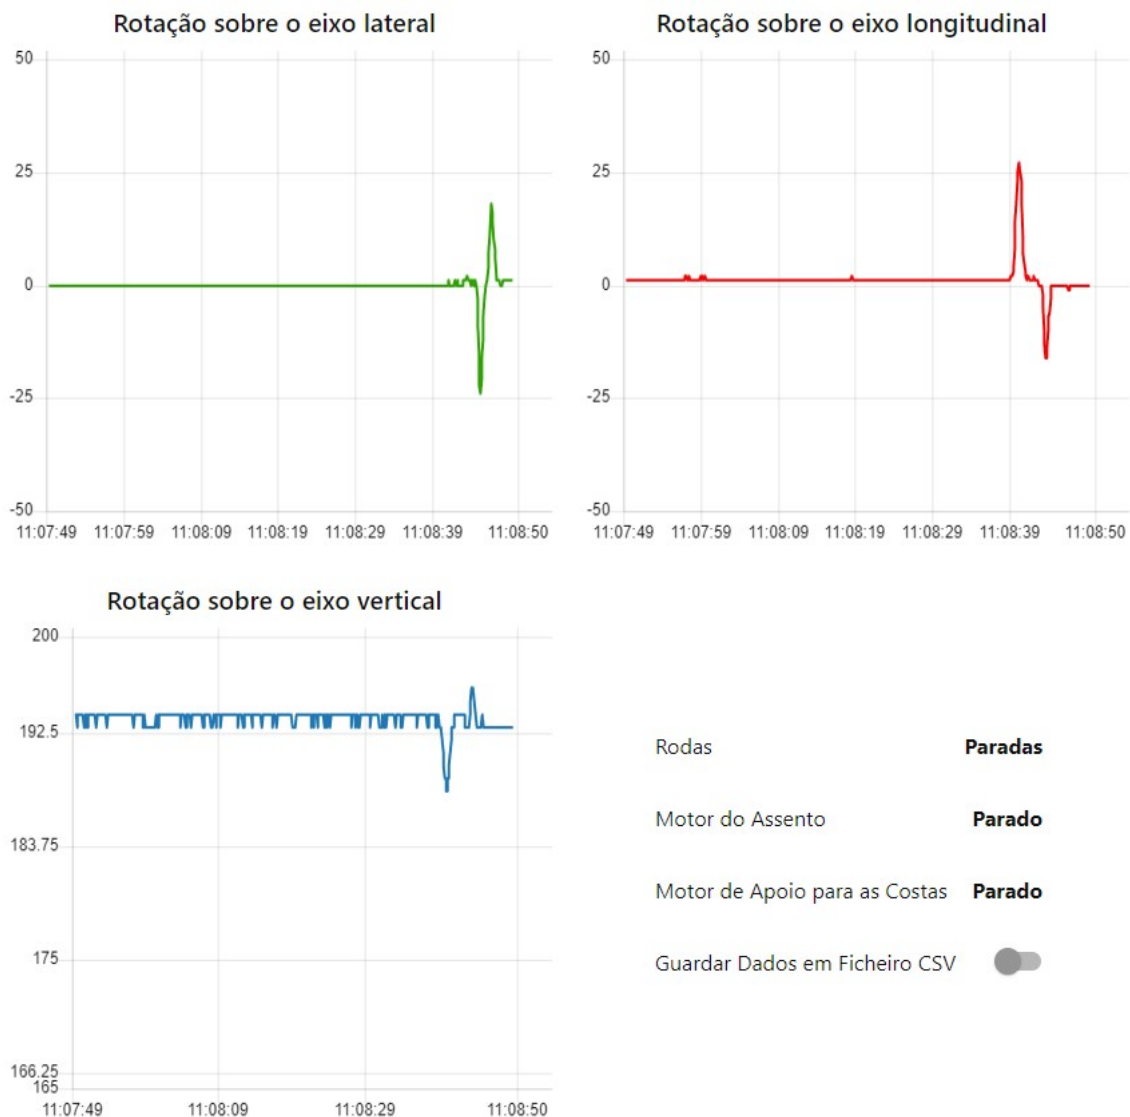 Rotação sobre o eixo lateral
50
25
0
-25
-50
11:07:49 11:07:59 11:08:09 11:08:19 11:08:29 11:08:39 11:08:50
Rotação sobre o eixo longitudinal
50
25
0
-25
-50
11:07:49 11:07:59 11:08:09 11:08:19 11:08:29 11:08:39 11:08:50
Rotação sobre o eixo vertical
200
192.5
183.75
175
166.25
165
11:07:49 11:08:09 11:08:29 11:08:50
Rodas Paradas
Motor do Assento Parado
Motor de Apoio para as Costas Parado
Guardar Dados em Ficheiro CSV